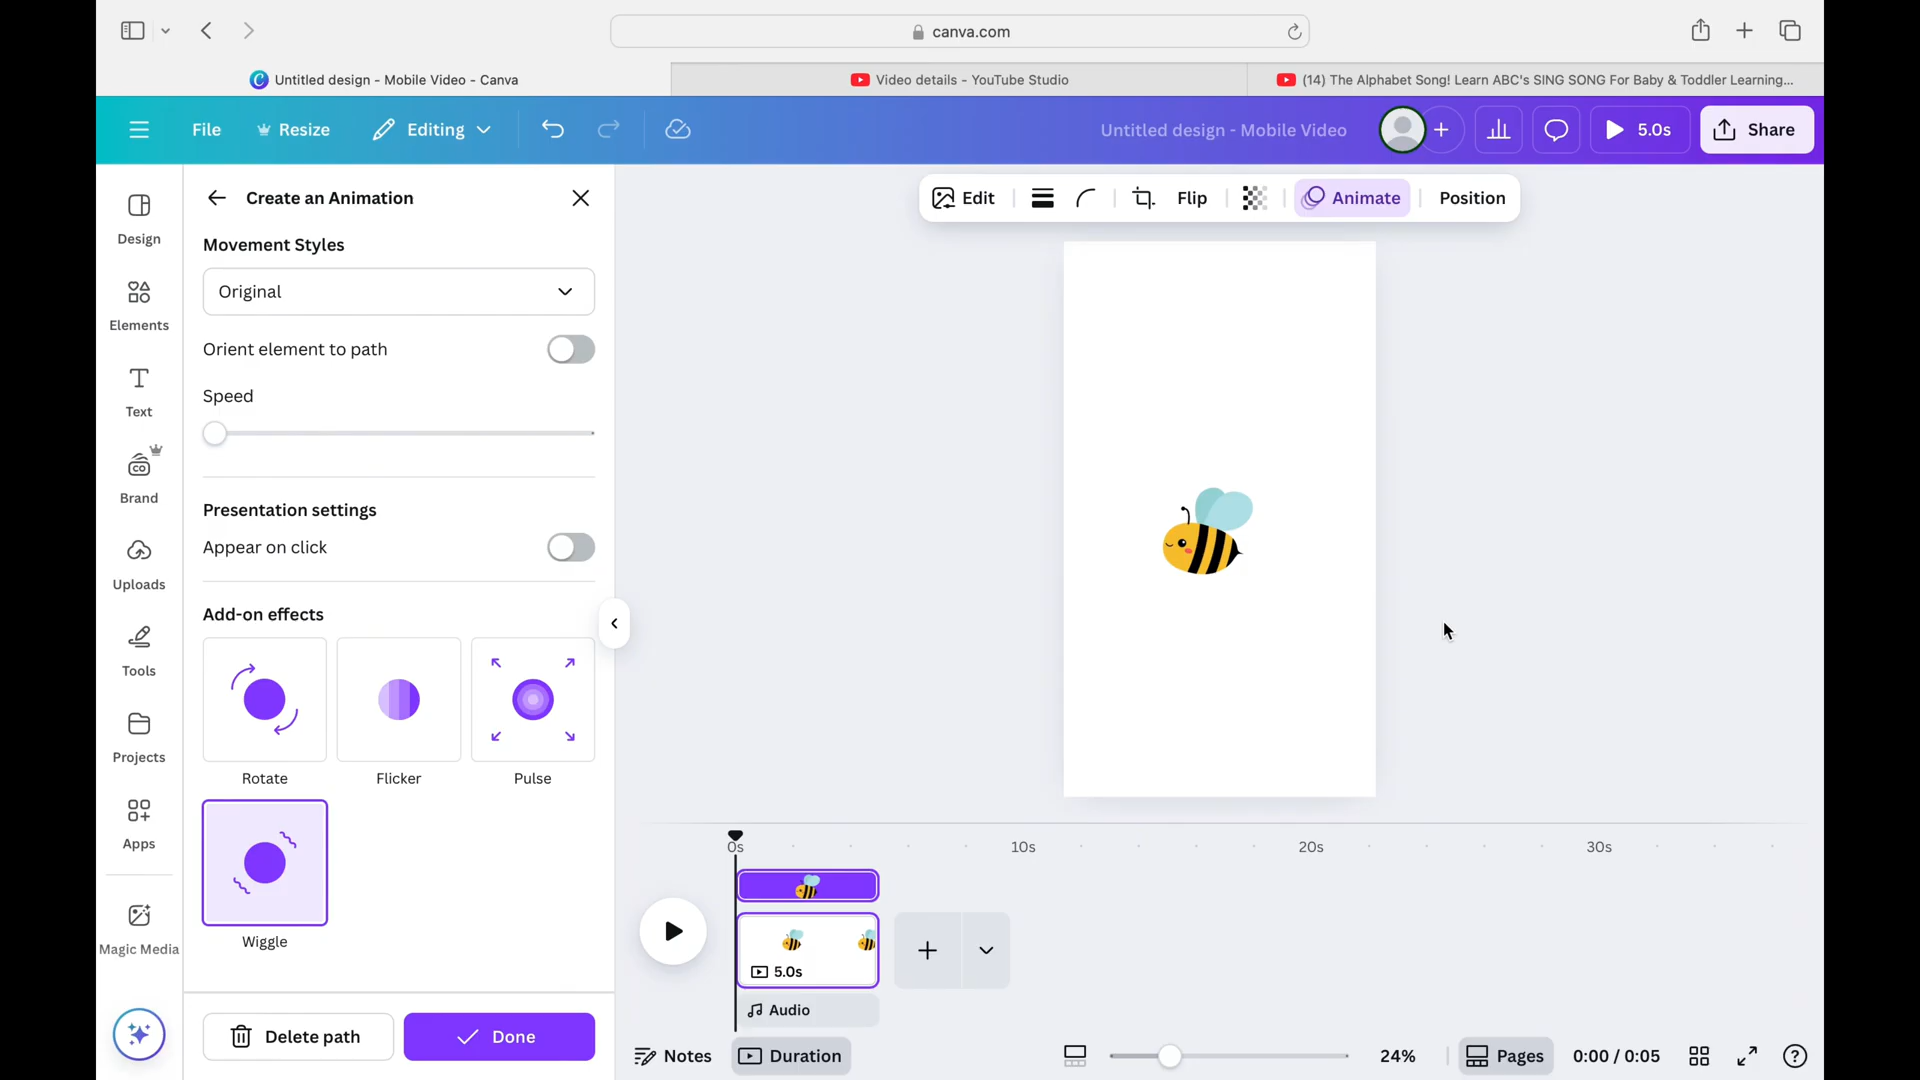 canva.com
Untitled design - Mobile Video - Canva
Video details - YouTube Studio
(14) The Alphabet Song! Learn ABC's SING SONG For Baby & Toddler Learning...
File
Resize
Editing
Untitled design - Mobile Video
5.0s
Share
Design
Elements
Text
Brand
Uploads
Tools
Projects
Apps
Magic Media
Create an Animation
Movement Styles
Original
Orient element to path
Speed
Presentation settings
Appear on click
Add-on effects
Rotate
Flicker
Pulse
Wiggle
Delete path
Done
Edit
Flip
Animate
Position
0s
10s
20s
30s
5.0s
Audio
Notes
Duration
24%
Pages
0:00 / 0:05